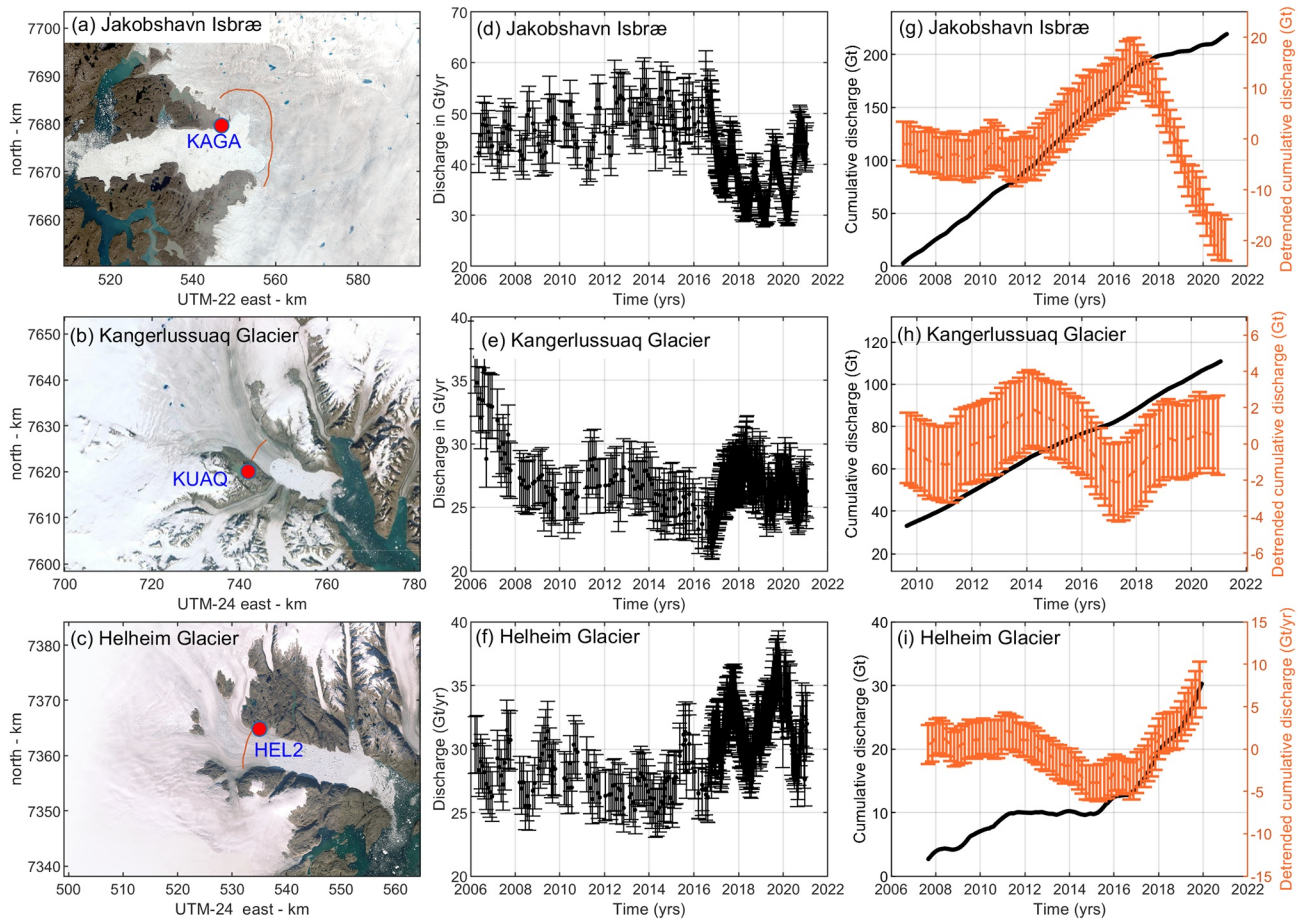 (a) Jakobshavn Isbræ
7700
7690
7680
7670
7660
north - km
KAGA
520
540
560
580
UTM-22 east - km
(d) Jakobshavn Isbræ
70
60
50
40
30
20
Discharge in Gt/yr
2006 2008 2010 2012 2014 2016 2018 2020 2022
Time (yrs)
(g) Jakobshavn Isbræ
200
150
100
50
0
Cumulative discharge (Gt)
20
10
0
-10
-20
Detrended cumulative discharge (Gt)
2006 2008 2010 2012 2014 2016 2018 2020 2022
Time (yrs)
(b) Kangerlussuaq Glacier
7650
7640
7630
7620
7610
7600
north - km
KUAQ
700
720
740
760
780
UTM-24 east - km
(e) Kangerlussuaq Glacier
40
35
30
25
20
Discharge in Gt/yr
2006 2008 2010 2012 2014 2016 2018 2020 2022
Time (yrs)
(h) Kangerlussuaq Glacier
120
100
80
60
40
20
Cumulative discharge (Gt)
6
4
2
0
-2
-4
-6
Detrended cumulative discharge (Gt)
2010 2012 2014 2016 2018 2020 2022
Time (yrs)
(c) Helheim Glacier
7380
7370
7360
7350
7340
north - km
HEL2
500 510 520 530 540 550 560
UTM-24 east - km
(f) Helheim Glacier
40
35
30
25
20
Discharge (Gt/yr)
2006 2008 2010 2012 2014 2016 2018 2020 2022
Time (yrs)
(i) Helheim Glacier
40
30
20
10
0
Cumulative discharge (Gt)
15
10
5
0
-5
-10
-15
Detrended cumulative discharge (Gt/yr)
2006 2008 2010 2012 2014 2016 2018 2020 2022
Time (yrs)